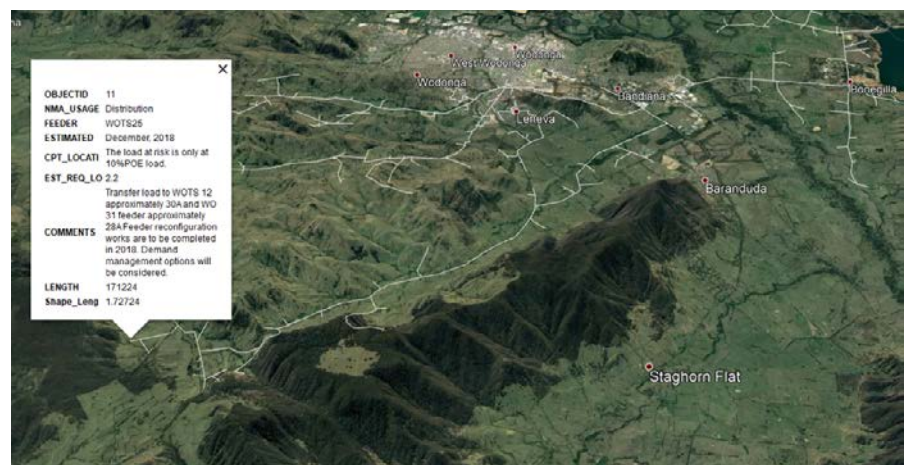 ×
OBJECTID 11
NMA_USAGE Distribution
FEEDER WOTS25
ESTIMATED December, 2018
CPT_LOCATI The load at risk is only at
10%POE load.
EST_REQ_LO 2.2
COMMENTS Transfer load to WOTS 12
approximately 30A and WO
31 feeder approximately
28A Feeder reconfiguration
works are to be completed
in 2018. Demand
management options will
be considered.
LENGTH 171224
Shape_Leng 1.72724
Wodonga
West Wodonga
Wodonga
Bandiana
Bonegilla
Leneva
Baranduda
Staghorn Flat